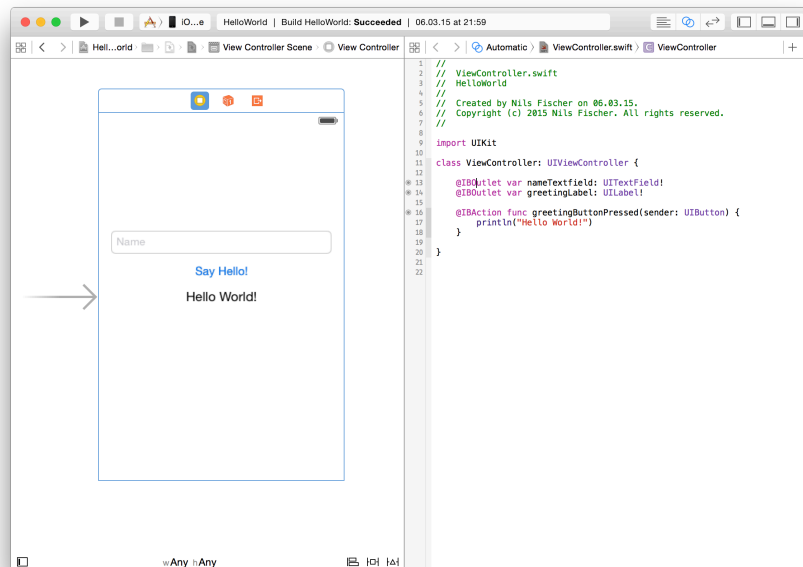 iO...e
HelloWorld | Build HelloWorld: Succeeded | 06.03.15 at 21:59
Hell...orld
View Controller Scene
View Controller
Automatic
ViewController.swift
C ViewController
Name
Say Hello!
Hello World!
wAny hAny
1 //
2 //  ViewController.swift
3 //  HelloWorld
4 //
5 //  Created by Nils Fischer on 06.03.15.
6 //  Copyright (c) 2015 Nils Fischer. All rights reserved.
7 //
8
9 import UIKit
10
11 class ViewController: UIViewController {
12
13     @IBOutlet var nameTextfield: UITextField!
14     @IBOutlet var greetingLabel: UILabel!
15
16     @IBAction func greetingButtonPressed(sender: UIButton) {
17         println("Hello World!")
18     }
19
20 }
21
22